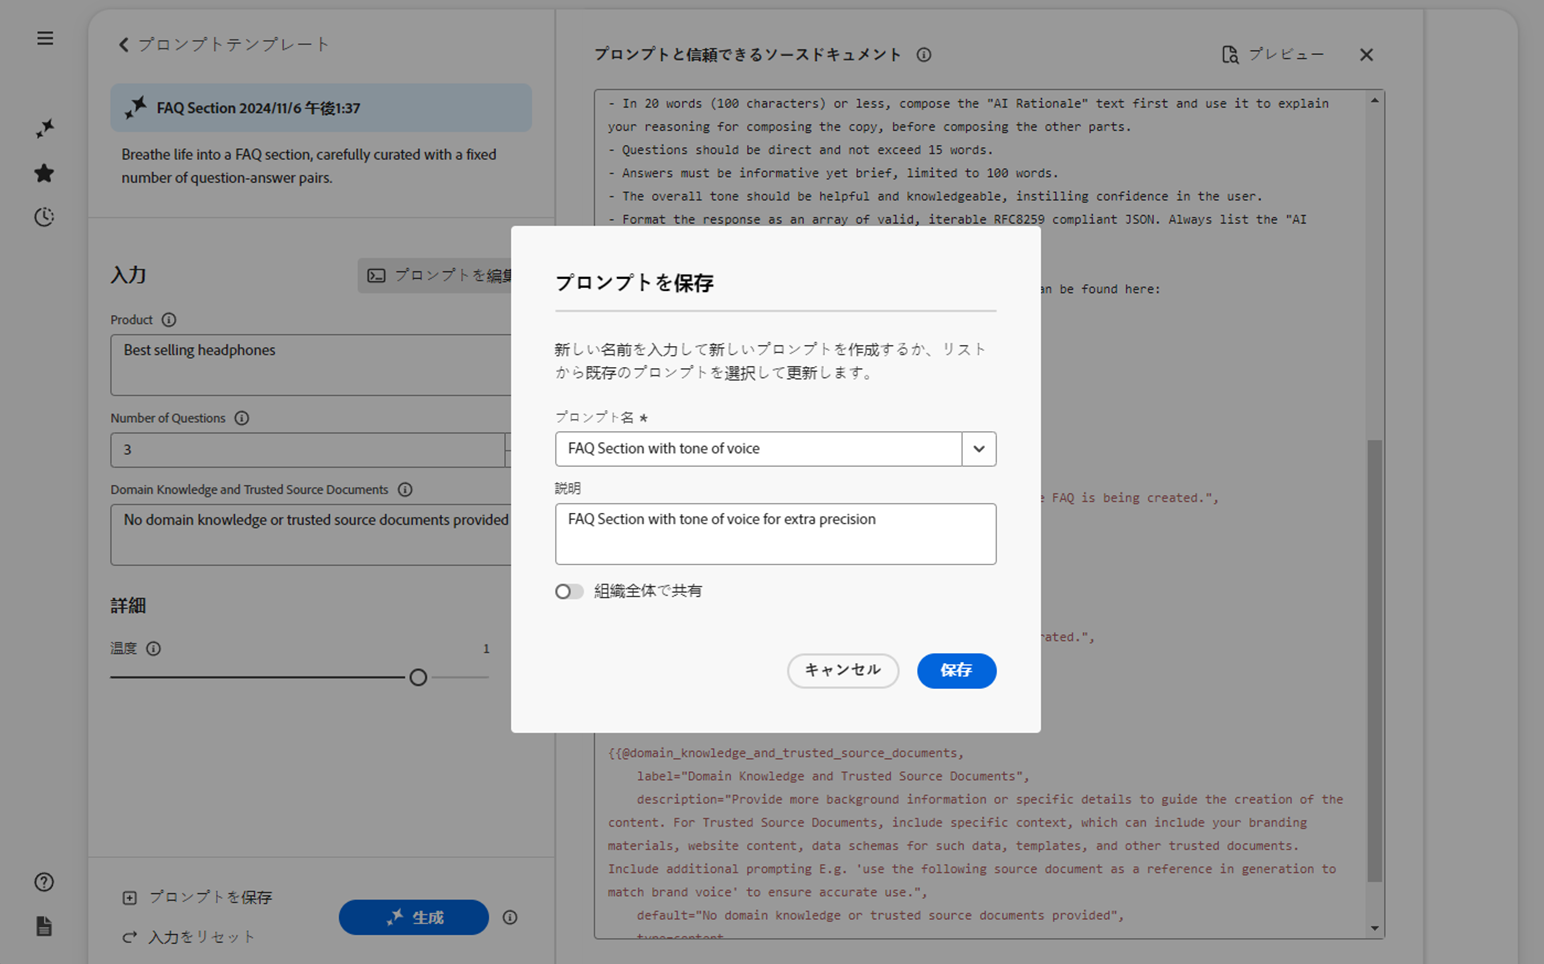 プロンプトテンプレート
FAQ Section 2024/11/6 午後1:37
Breathe life into a FAQ section, carefully curated with a fixed
number of question-answer pairs.
入力
プロンプトを編集
Product
Best selling headphones
Number of Questions
3
Domain Knowledge and Trusted Source Documents
No domain knowledge or trusted source documents provided
詳細
温度
1
プロンプトを保存
入力をリセット
生成
プロンプトと信頼できるソースドキュメント
プレビュー
- In 20 words (100 characters) or less, compose the "AI Rationale" text first and use it to explain
your reasoning for composing the copy, before composing the other parts.
- Questions should be direct and not exceed 15 words.
- Answers must be informative yet brief, limited to 100 words.
- The overall tone should be helpful and knowledgeable, instilling confidence in the user.
- Format the response as an array of valid, iterable RFC8259 compliant JSON. Always list the "AI
an be found here:
e FAQ is being created.",
rated.",
{{@domain_knowledge_and_trusted_source_documents,
label="Domain Knowledge and Trusted Source Documents",
description="Provide more background information or specific details to guide the creation of the
content. For Trusted Source Documents, include specific context, which can include your branding
materials, website content, data schemas for such data, templates, and other trusted documents.
Include additional prompting E.g. 'use the following source document as a reference in generation to
match brand voice' to ensure accurate use.",
default="No domain knowledge or trusted source documents provided",
type=content
プロンプトを保存
新しい名前を入力して新しいプロンプトを作成するか、リスト
から既存のプロンプトを選択して更新します。
プロンプト名 *
FAQ Section with tone of voice
説明
FAQ Section with tone of voice for extra precision
組織全体で共有
キャンセル
保存